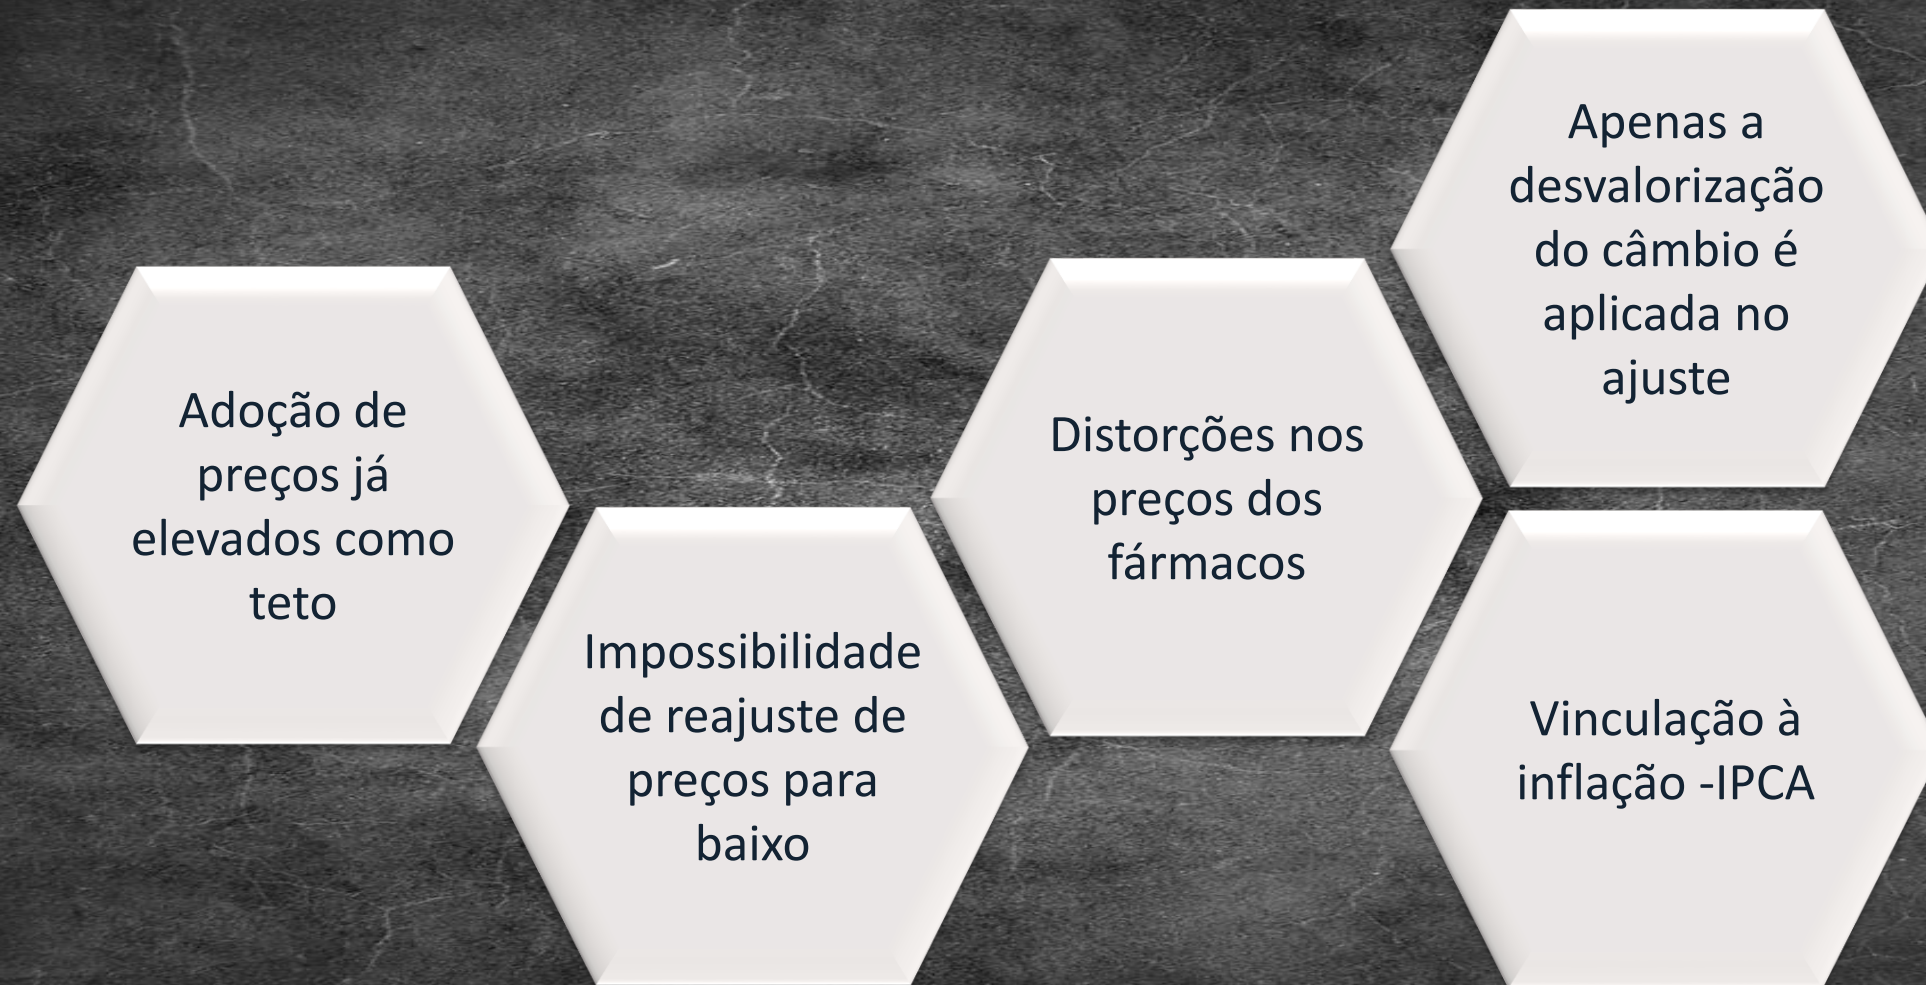 Adoção de
preços já
elevados como
teto
Impossibilidade
de reajuste de
preços para
baixo
Distorções nos
preços dos
fármacos
Apenas a
desvalorização
do câmbio é
aplicada no
ajuste
Vinculação à
inflação -IPCA